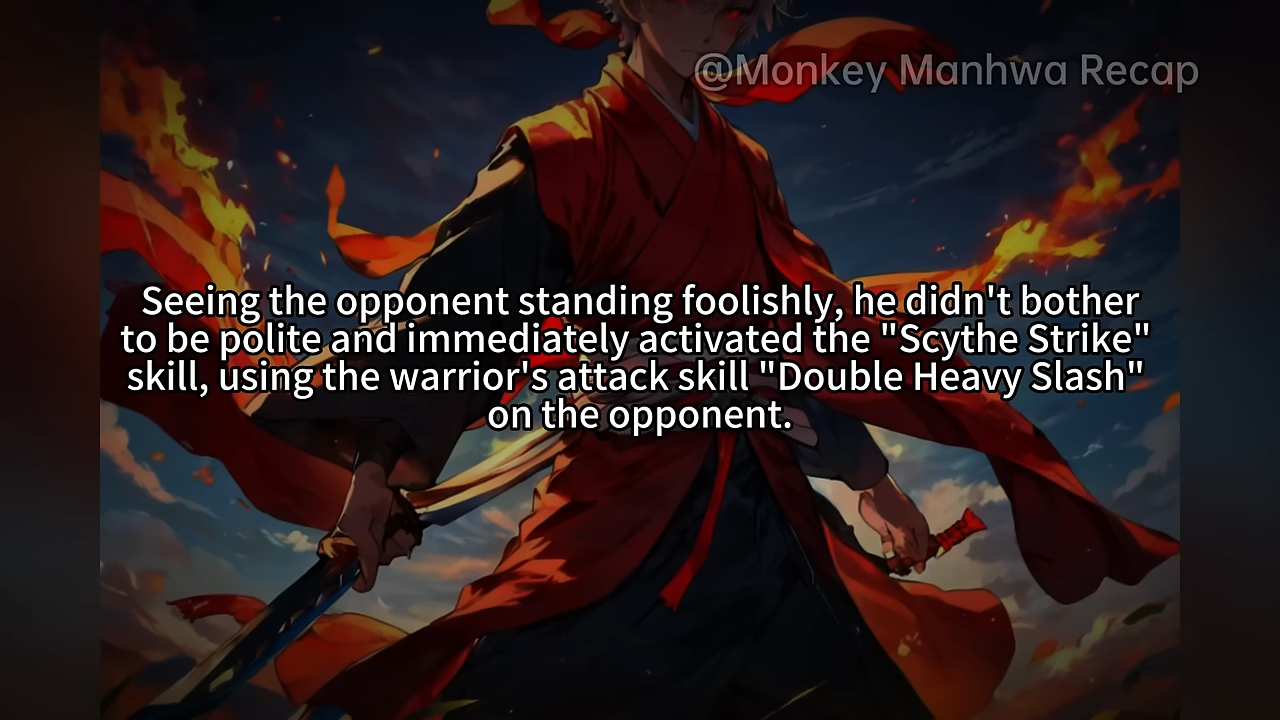 @Monkey Manhwa Recap
Seeing the opponent standing foolishly, he didn't bother
to be polite and immediately activated the "Scythe Strike"
skill, using the warrior's attack skill "Double Heavy Slash"
on the opponent.